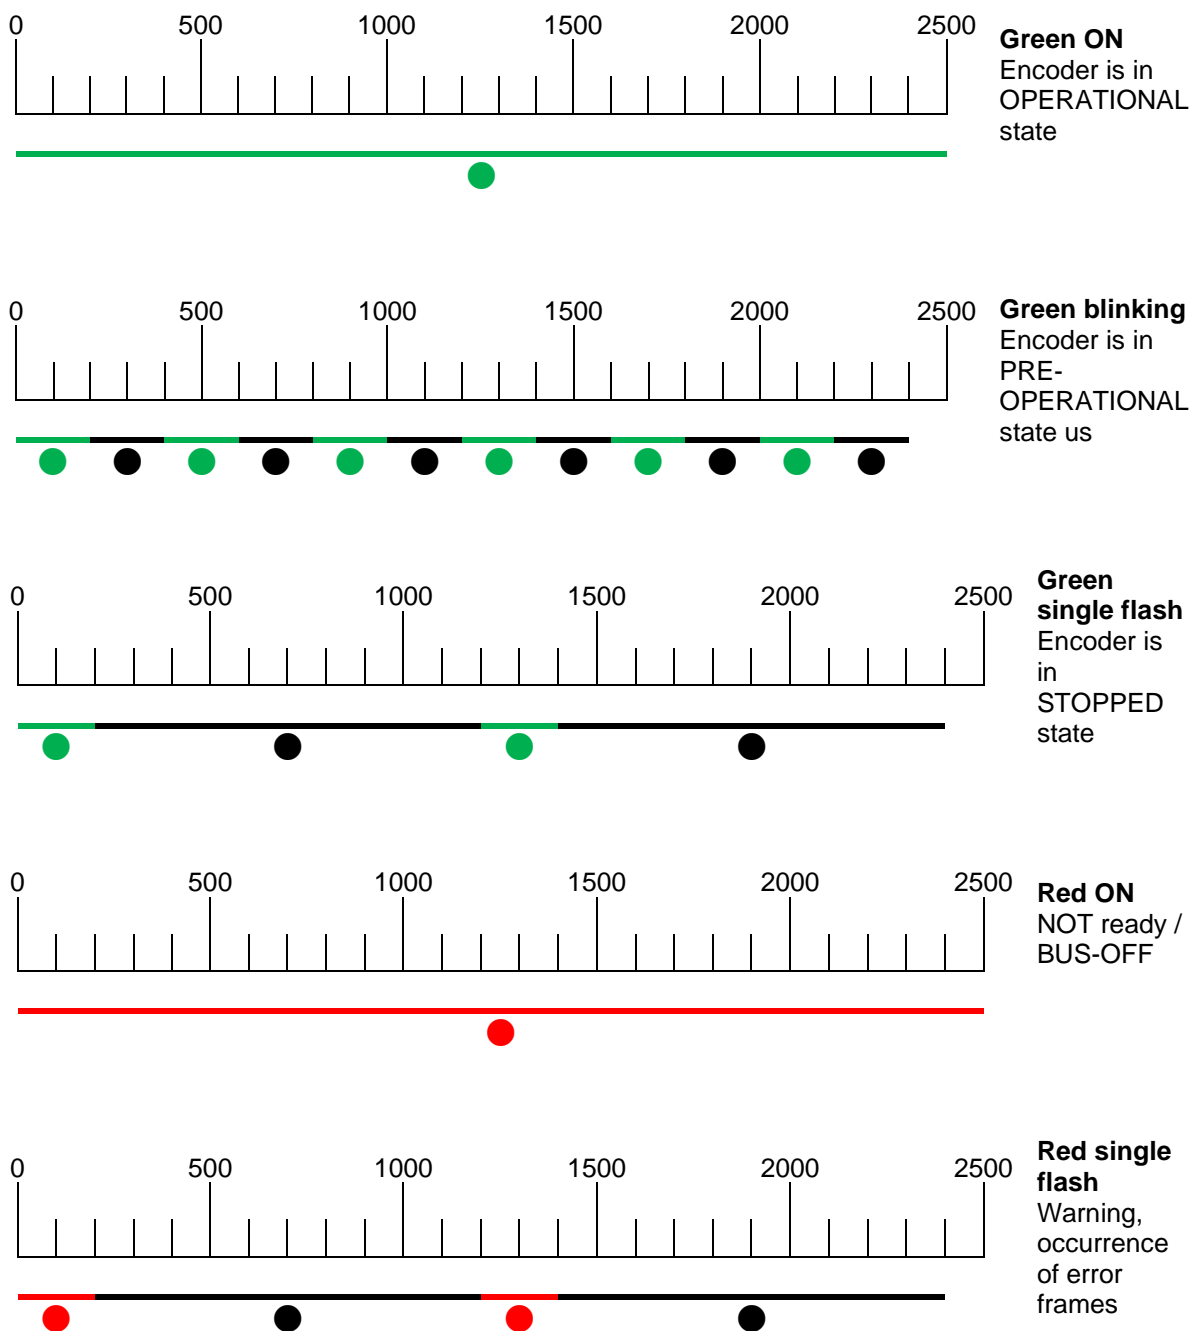 0 500 1000 1500 2000 2500
Green ON
Encoder is in
OPERATIONAL
state
0 500 1000 1500 2000 2500
Green blinking
Encoder is in
PRE-
OPERATIONAL
state us
0 500 1000 1500 2000 2500
Green
single flash
Encoder is
in
STOPPED
state
0 500 1000 1500 2000 2500
Red ON
NOT ready /
BUS-OFF
0 500 1000 1500 2000 2500
Red single
flash
Warning,
occurrence
of error
frames